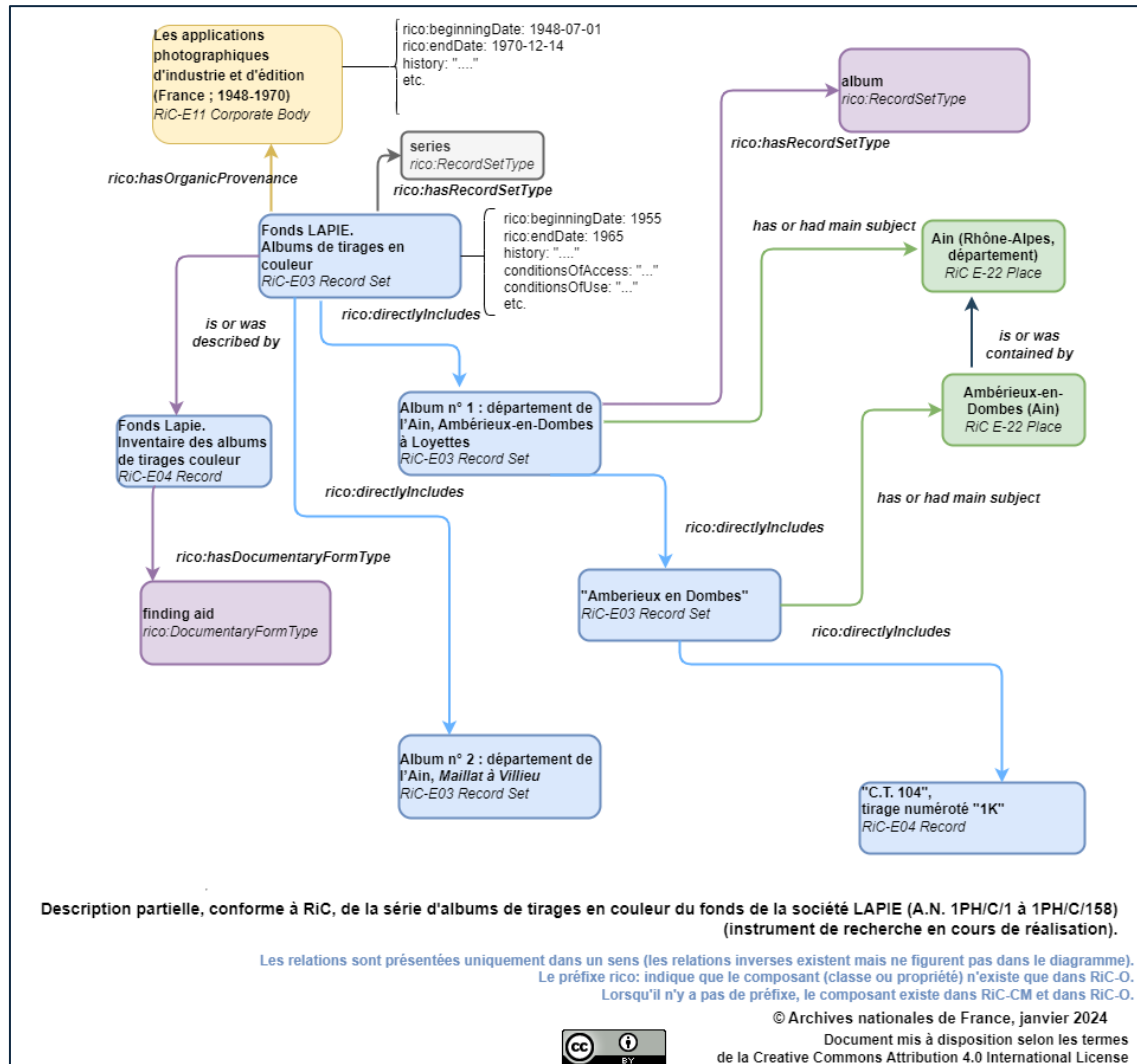 Les applications
photographiques
d'industrie et d'édition
(France ; 1948-1970)
RiC-E11 Corporate Body
rico:beginningDate: 1948-07-01
rico:endDate: 1970-12-14
history: "...."
etc.
album
rico:RecordSetType
series
rico:RecordSetType
rico:hasRecordSetType
rico:hasOrganicProvenance
rico:hasRecordSetType
Fonds LAPIE.
Albums de tirages en
couleur
RiC-E03 Record Set
rico:beginningDate: 1955
rico:endDate: 1965
history: "...."
conditionsOfAccess: "..."
conditionsOfUse: "..."
etc.
has or had main subject
Ain (Rhône-Alpes,
département)
RiC E-22 Place
rico:directlyIncludes
is or was
described by
is or was
contained by
Album n° 1 : département de
l'Ain, Ambérieux-en-Dombes
à Loyettes
RiC-E03 Record Set
Ambérieux-en-
Dombes (Ain)
RiC E-22 Place
Fonds Lapie.
Inventaire des albums
de tirages couleur
RiC-E04 Record
rico:directlyIncludes
has or had main subject
rico:directlyIncludes
rico:hasDocumentaryFormType
finding aid
rico:DocumentaryFormType
"Amberieux en Dombes"
RiC-E03 Record Set
rico:directlyIncludes
Album n° 2 : département de
l'Ain, Maillat à Villieu
RiC-E03 Record Set
"C.T. 104",
tirage numéroté "1K"
RiC-E04 Record
Description partielle, conforme à RiC, de la série d'albums de tirages en couleur du fonds de la société LAPIE (A.N. 1PH/C/1 à 1PH/C/158)
(instrument de recherche en cours de réalisation).
Les relations sont présentées uniquement dans un sens (les relations inverses existent mais ne figurent pas dans le diagramme).
Le préfixe rico: indique que le composant (classe ou propriété) n'existe que dans RiC-O.
Lorsqu'il n'y a pas de préfixe, le composant existe dans RiC-CM et dans RiC-O.
© Archives nationales de France, janvier 2024
Document mis à disposition selon les termes
de la Creative Commons Attribution 4.0 International License
cc
BY